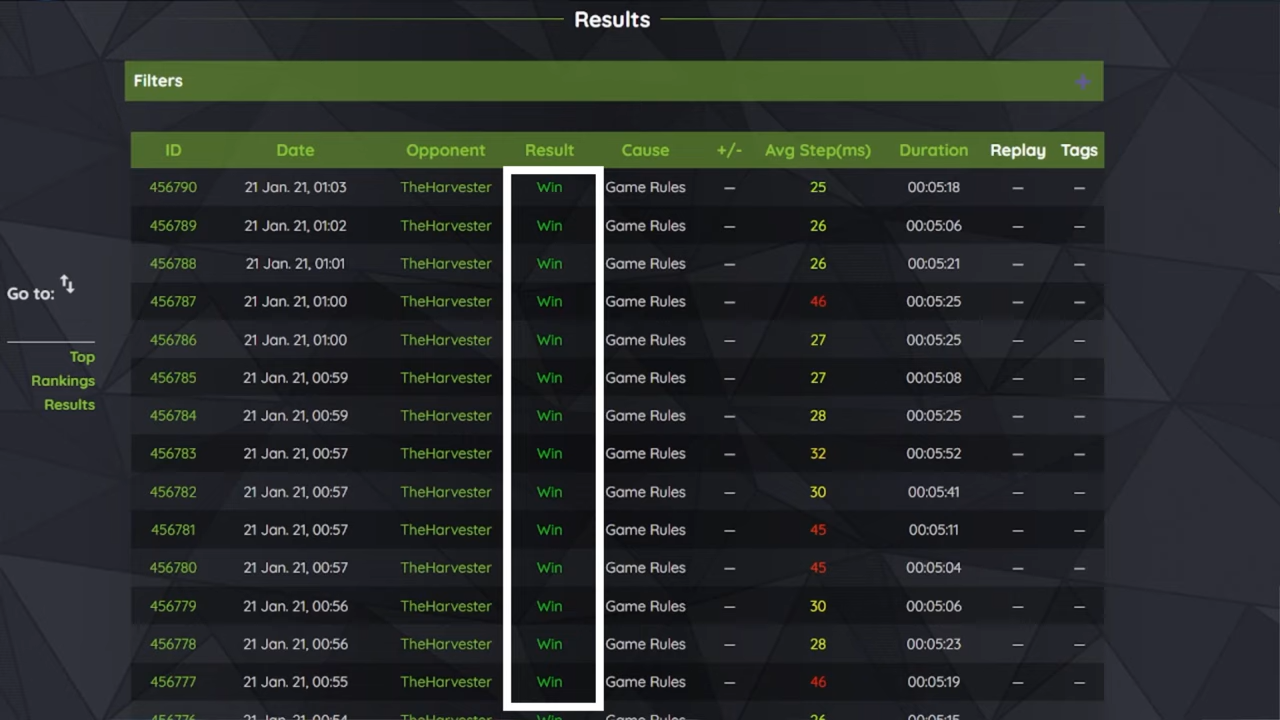 Results
Filters +
ID Date Opponent Result Cause +/- Avg Step(ms) Duration Replay Tags
456790 21 Jan. 21, 01:03 TheHarvester Win Game Rules — 25 00:05:18 — —
456789 21 Jan. 21, 01:02 TheHarvester Win Game Rules — 26 00:05:06 — —
456788 21 Jan. 21, 01:01 TheHarvester Win Game Rules — 26 00:05:21 — —
456787 21 Jan. 21, 01:00 TheHarvester Win Game Rules — 46 00:05:25 — —
456786 21 Jan. 21, 01:00 TheHarvester Win Game Rules — 27 00:05:25 — —
456785 21 Jan. 21, 00:59 TheHarvester Win Game Rules — 27 00:05:08 — —
456784 21 Jan. 21, 00:59 TheHarvester Win Game Rules — 28 00:05:25 — —
456783 21 Jan. 21, 00:57 TheHarvester Win Game Rules — 32 00:05:52 — —
456782 21 Jan. 21, 00:57 TheHarvester Win Game Rules — 30 00:05:41 — —
456781 21 Jan. 21, 00:57 TheHarvester Win Game Rules — 45 00:05:11 — —
456780 21 Jan. 21, 00:57 TheHarvester Win Game Rules — 45 00:05:04 — —
456779 21 Jan. 21, 00:56 TheHarvester Win Game Rules — 30 00:05:06 — —
456778 21 Jan. 21, 00:56 TheHarvester Win Game Rules — 28 00:05:23 — —
456777 21 Jan. 21, 00:55 TheHarvester Win Game Rules — 46 00:05:19 — —
Go to:
Top
Rankings
Results